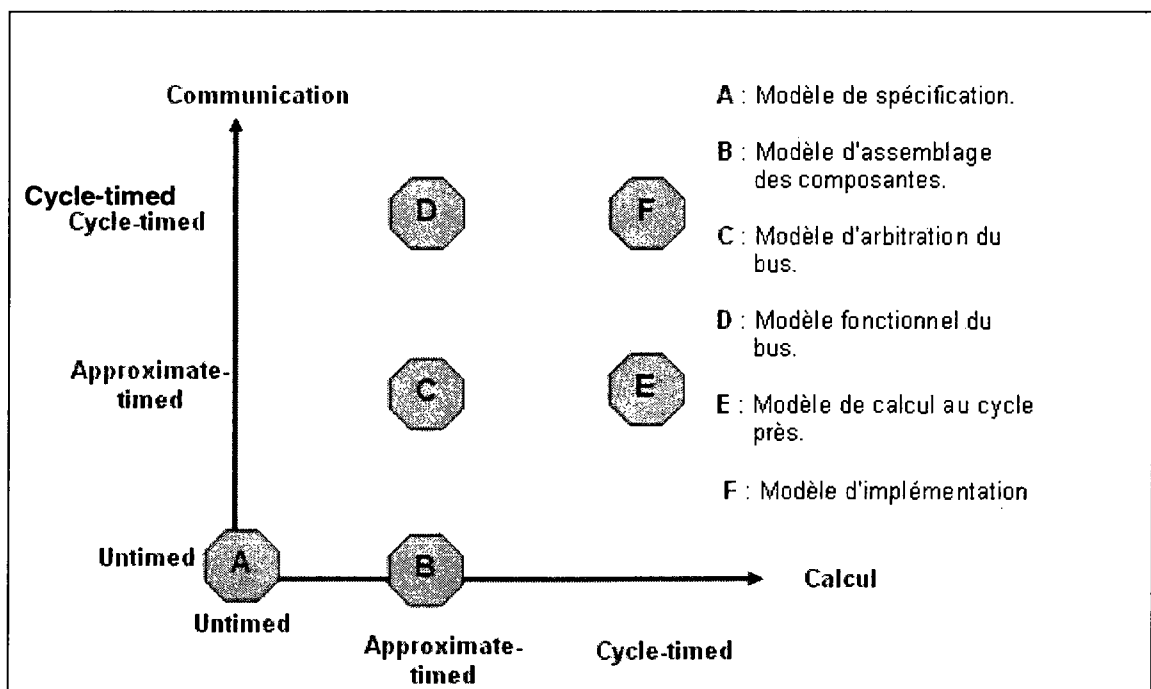 Communication
Cycle-timed
Cycle-timed
D
F
Approximate-
timed
C
E
Untimed
A
B
Calcul
Untimed
Approximate-
timed
Cycle-timed
A : Modèle de spécification.
B : Modèle d'assemblage
des composantes.
C : Modèle d'arbitration du
bus.
D : Modèle fonctionnel du
bus.
E : Modèle de calcul au cycle
près.
F : Modèle d'implémentation